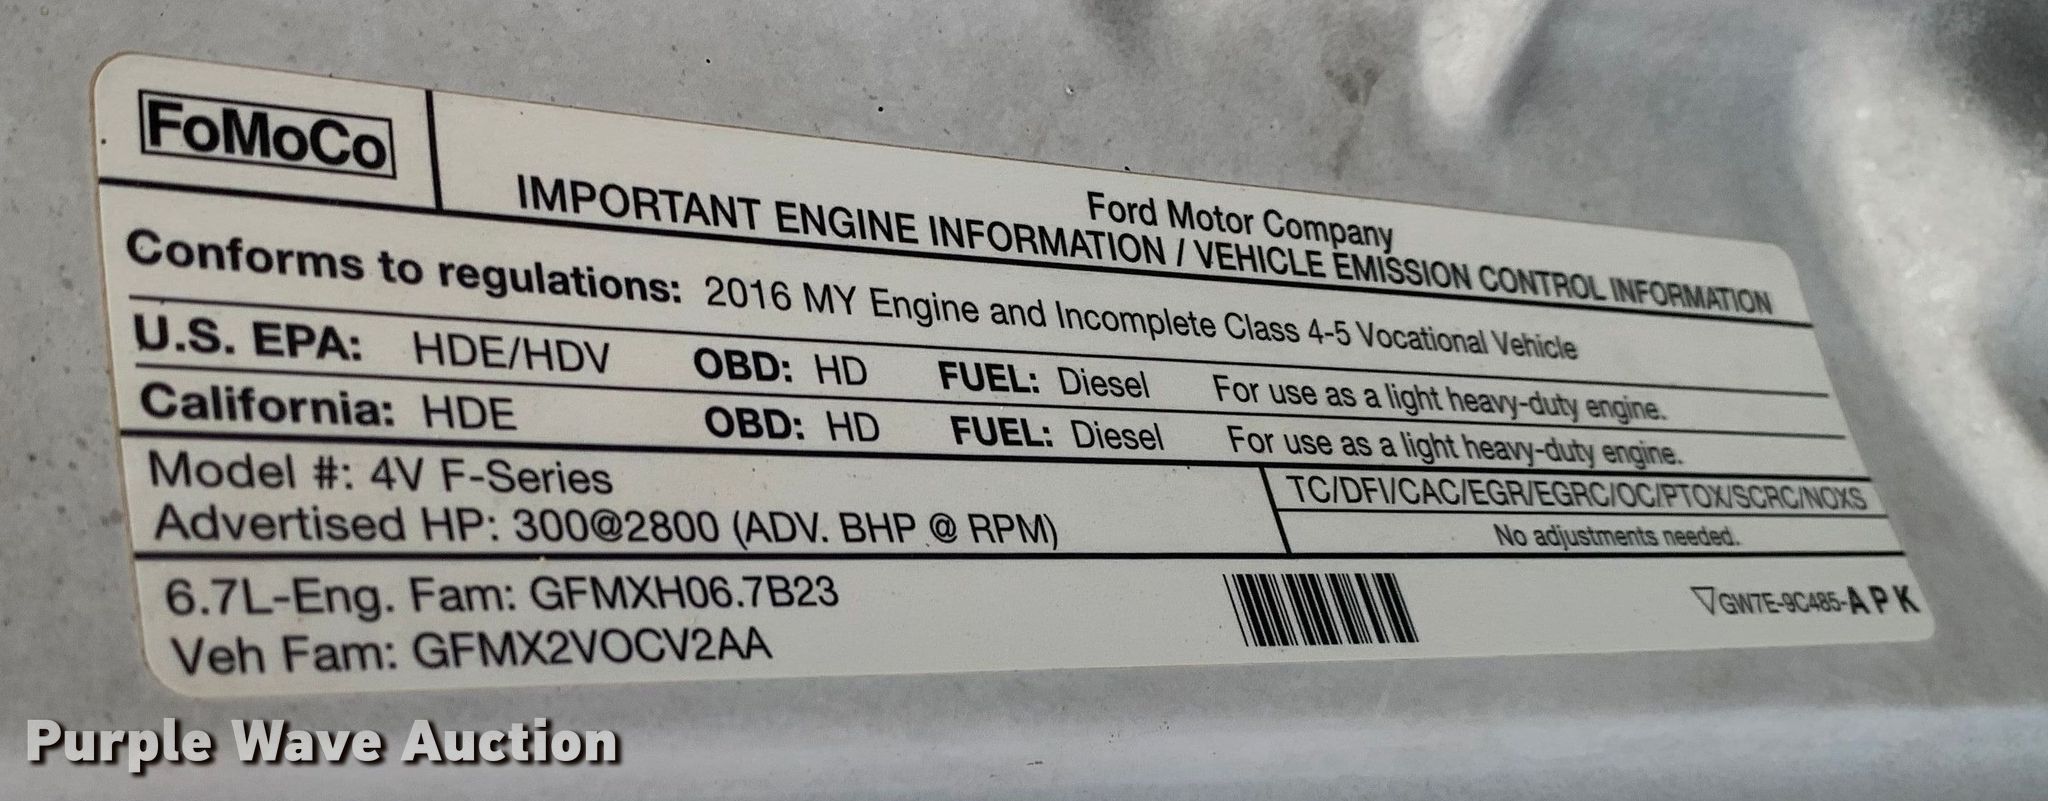 FoMoCo
Ford Motor Company
IMPORTANT ENGINE INFORMATION / VEHICLE EMISSION CONTROL INFORMATION
Conforms to regulations: 2016 MY Engine and Incomplete Class 4-5 Vocational Vehicle
U.S. EPA: HDE/HDV OBD: HD FUEL: Diesel For use as a light heavy-duty engine.
California: HDE OBD: HD FUEL: Diesel For use as a light heavy-duty engine.
Model #: 4V F-Series
Advertised HP: 300@2800 (ADV. BHP @ RPM)
TC/DFI/CAC/EGR/EGRC/OC/PTOX/SCRC/NOXS
No adjustments needed.
6.7L-Eng. Fam: GFMXH06.7B23
Veh Fam: GFMX2VOCV2AA
GW7E-9C485-APK
Purple Wave Auction